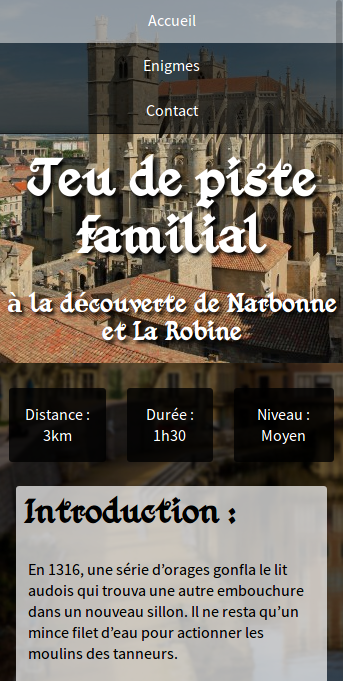 Accueil
Enigmes
Contact
Jeu de piste
familial
à la découverte de Narbonne
et La Robine
Distance :
3km
Durée :
1h30
Niveau :
Moyen
Introduction :
En 1316, une série d’orages gonfla le lit
audois qui trouva une autre embouchure
dans un nouveau sillon. Il ne resta qu’un
mince filet d’eau pour actionner les
moulins des tanneurs.